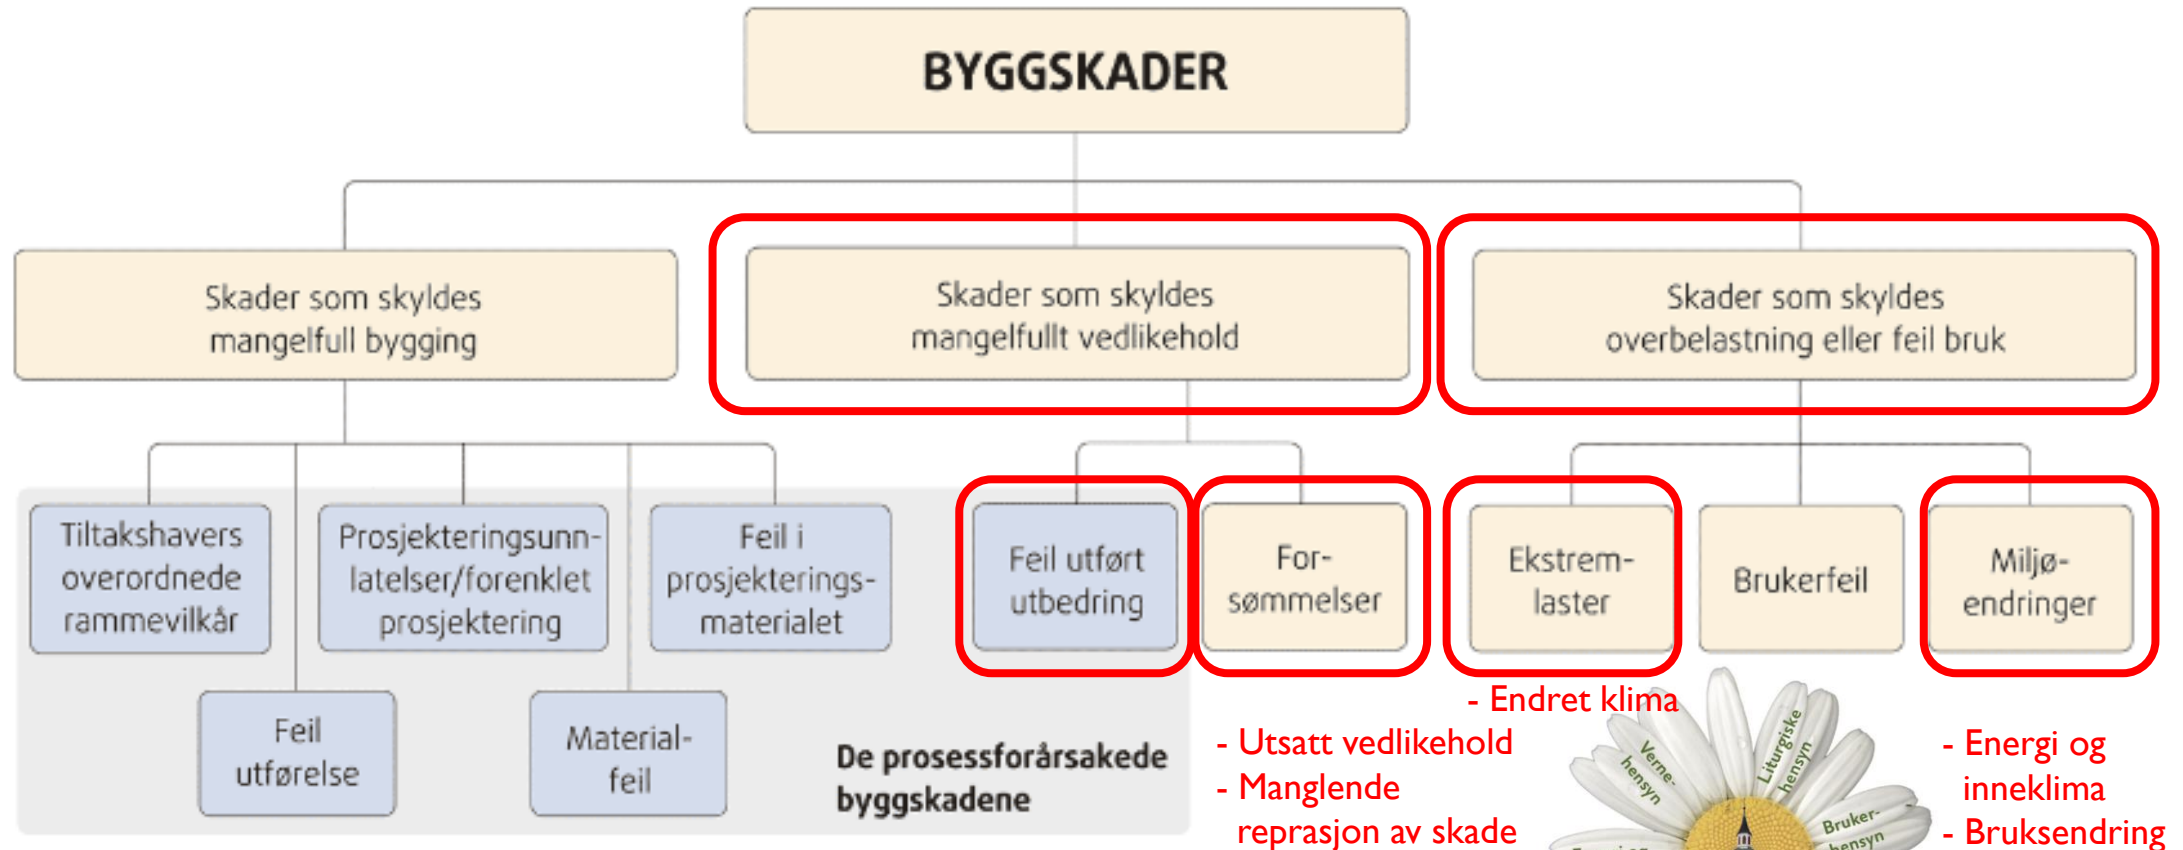 BYGGSKADER
Skader som skyldes
mangelfull bygging
Skader som skyldes
mangelfullt vedlikehold
Skader som skyldes
overbelastning eller feil bruk
Tiltakshavers
overordnede
rammevilkår
Prosjekteringsunn-
latelser/forenklet
prosjektering
Feil i
prosjekterings-
materialet
Feil utført
utbedring
For-
sømmelser
Ekstrem-
laster
Brukerfeil
Miljø-
endringer
Feil
utførelse
Material-
feil
De prosessforårsakede
byggskadene
- Utsatt vedlikehold
- Manglende
reprasjon av skade
- Endret klima
Verne-
hensyn
Liturgiske
hensyn
Bruker-
hensyn
- Energi og
inneklima
- Bruksendring